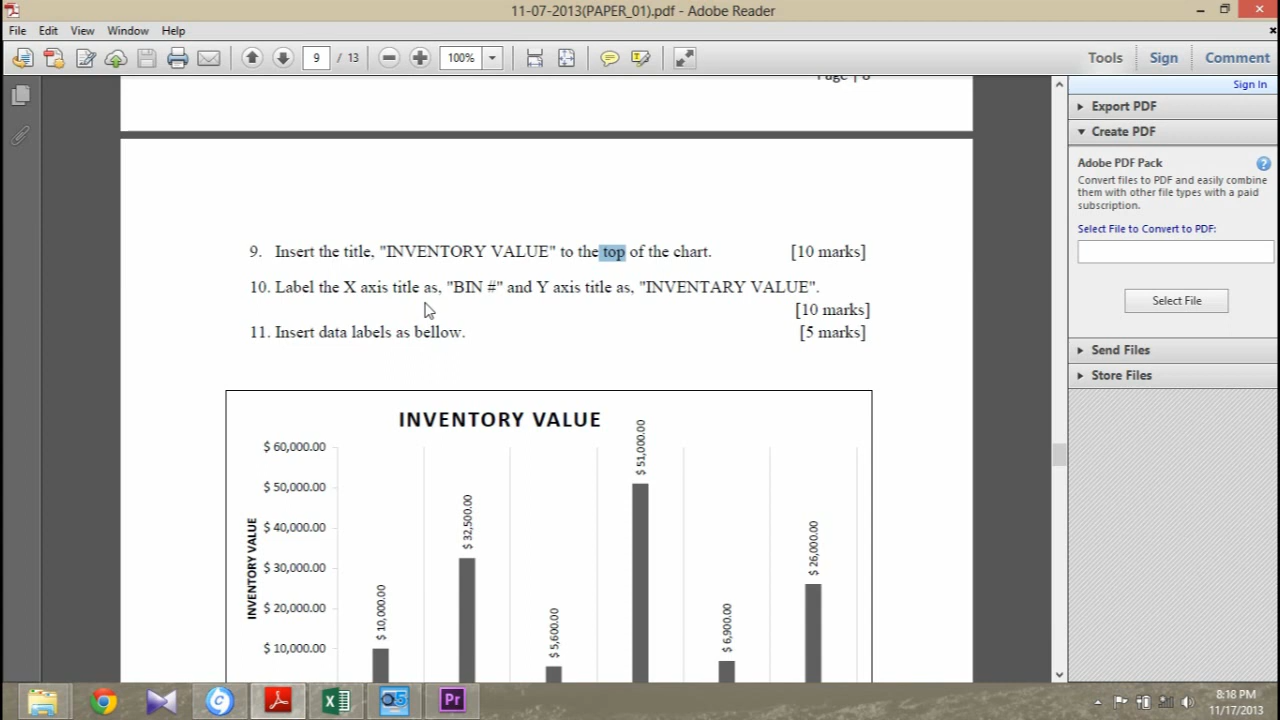 11-07-2013(PAPER_01).pdf - Adobe Reader
File Edit View Window Help
9 / 13 100% Tools Sign Comment
Sign In
Export PDF
Create PDF
Adobe PDF Pack
Convert files to PDF and easily combine
them with other file types with a paid
subscription.
Select File to Convert to PDF:
Select File
Send Files
Store Files
Page | 8
9. Insert the title, "INVENTORY VALUE" to the top of the chart. [10 marks]
10. Label the X axis title as, "BIN #" and Y axis title as, "INVENTARY VALUE".
[10 marks]
11. Insert data labels as bellow. [5 marks]
INVENTORY VALUE
INVENTORY VALUE
$ 60,000.00
$ 50,000.00
$ 40,000.00
$ 30,000.00
$ 20,000.00
$ 10,000.00
$ 10,000.00
$ 32,500.00
$ 5,600.00
$ 51,000.00
$ 6,900.00
$ 26,000.00
Pr
8:18 PM
11/17/2013